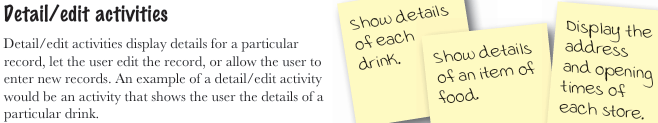 Detail/edit activities
Detail/edit activities display details for a particular
record, let the user edit the record, or allow the user to
enter new records. An example of a detail/edit activity
would be an activity that shows the user the details of a
particular drink.
Show details
of each
drink.
Show details
of an item of
food.
Display the
address
and opening
times of
each store.